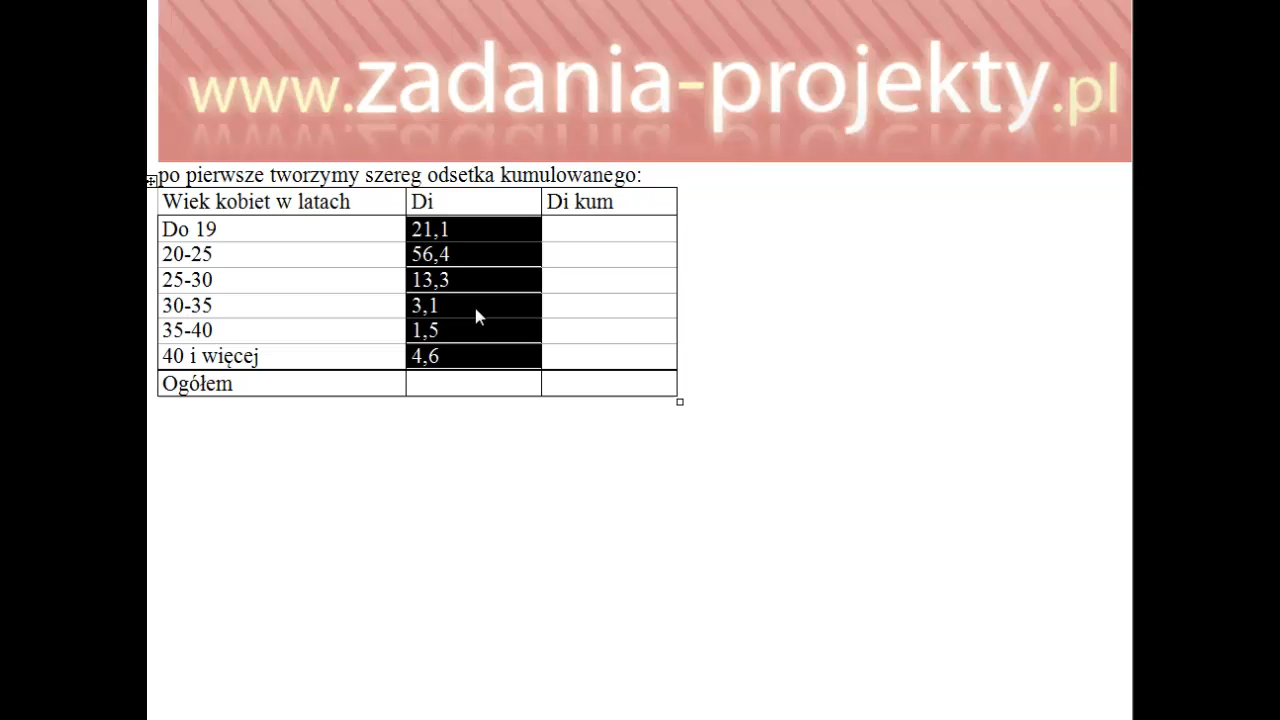 www.zadania-projekty.pl
po pierwsze tworzymy szereg odsetka kumulowanego:
Wiek kobiet w latach Di Di kum
Do 19 21,1
20-25 56,4
25-30 13,3
30-35 3,1
35-40 1,5
40 i więcej 4,6
Ogółem